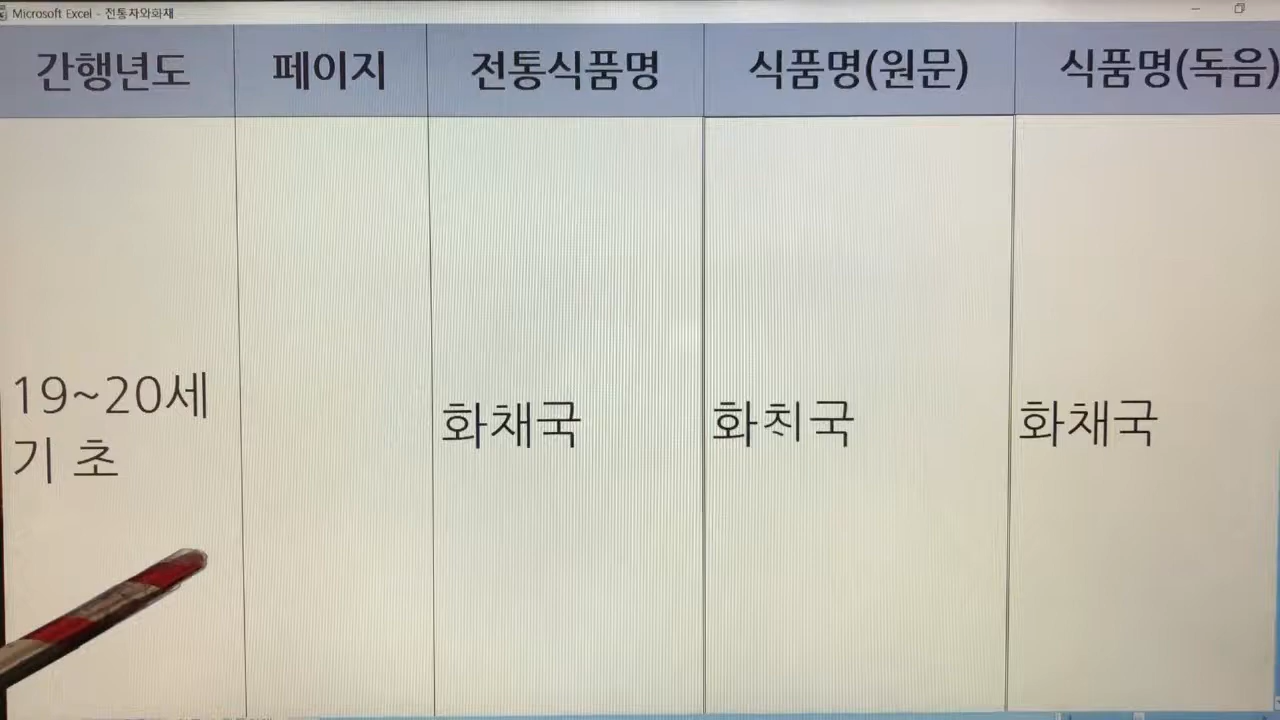 Microsoft Excel - 전통차와화채
간행년도 페이지 전통식품명 식품명(원문) 식품명(독음)
19~20세
기 초
화채국 화ᄎᆡ국 화채국